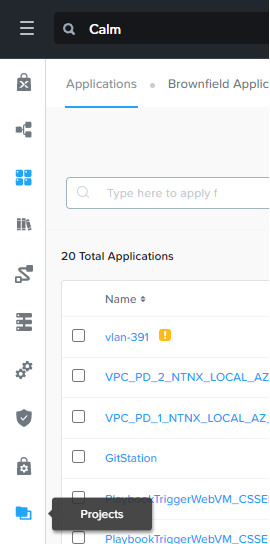 Calm
Applications
Brownfield Applic
Type here to apply f
20 Total Applications
Name
vlan-391
VPC_PD_2_NTNX_LOCAL_AZ
VPC_PD_1_NTNX_LOCAL_AZ_
GitStation
Projects
PlaybookTriggerWebVM_CSSE
PlaybookTriggerWebVM_CSSE